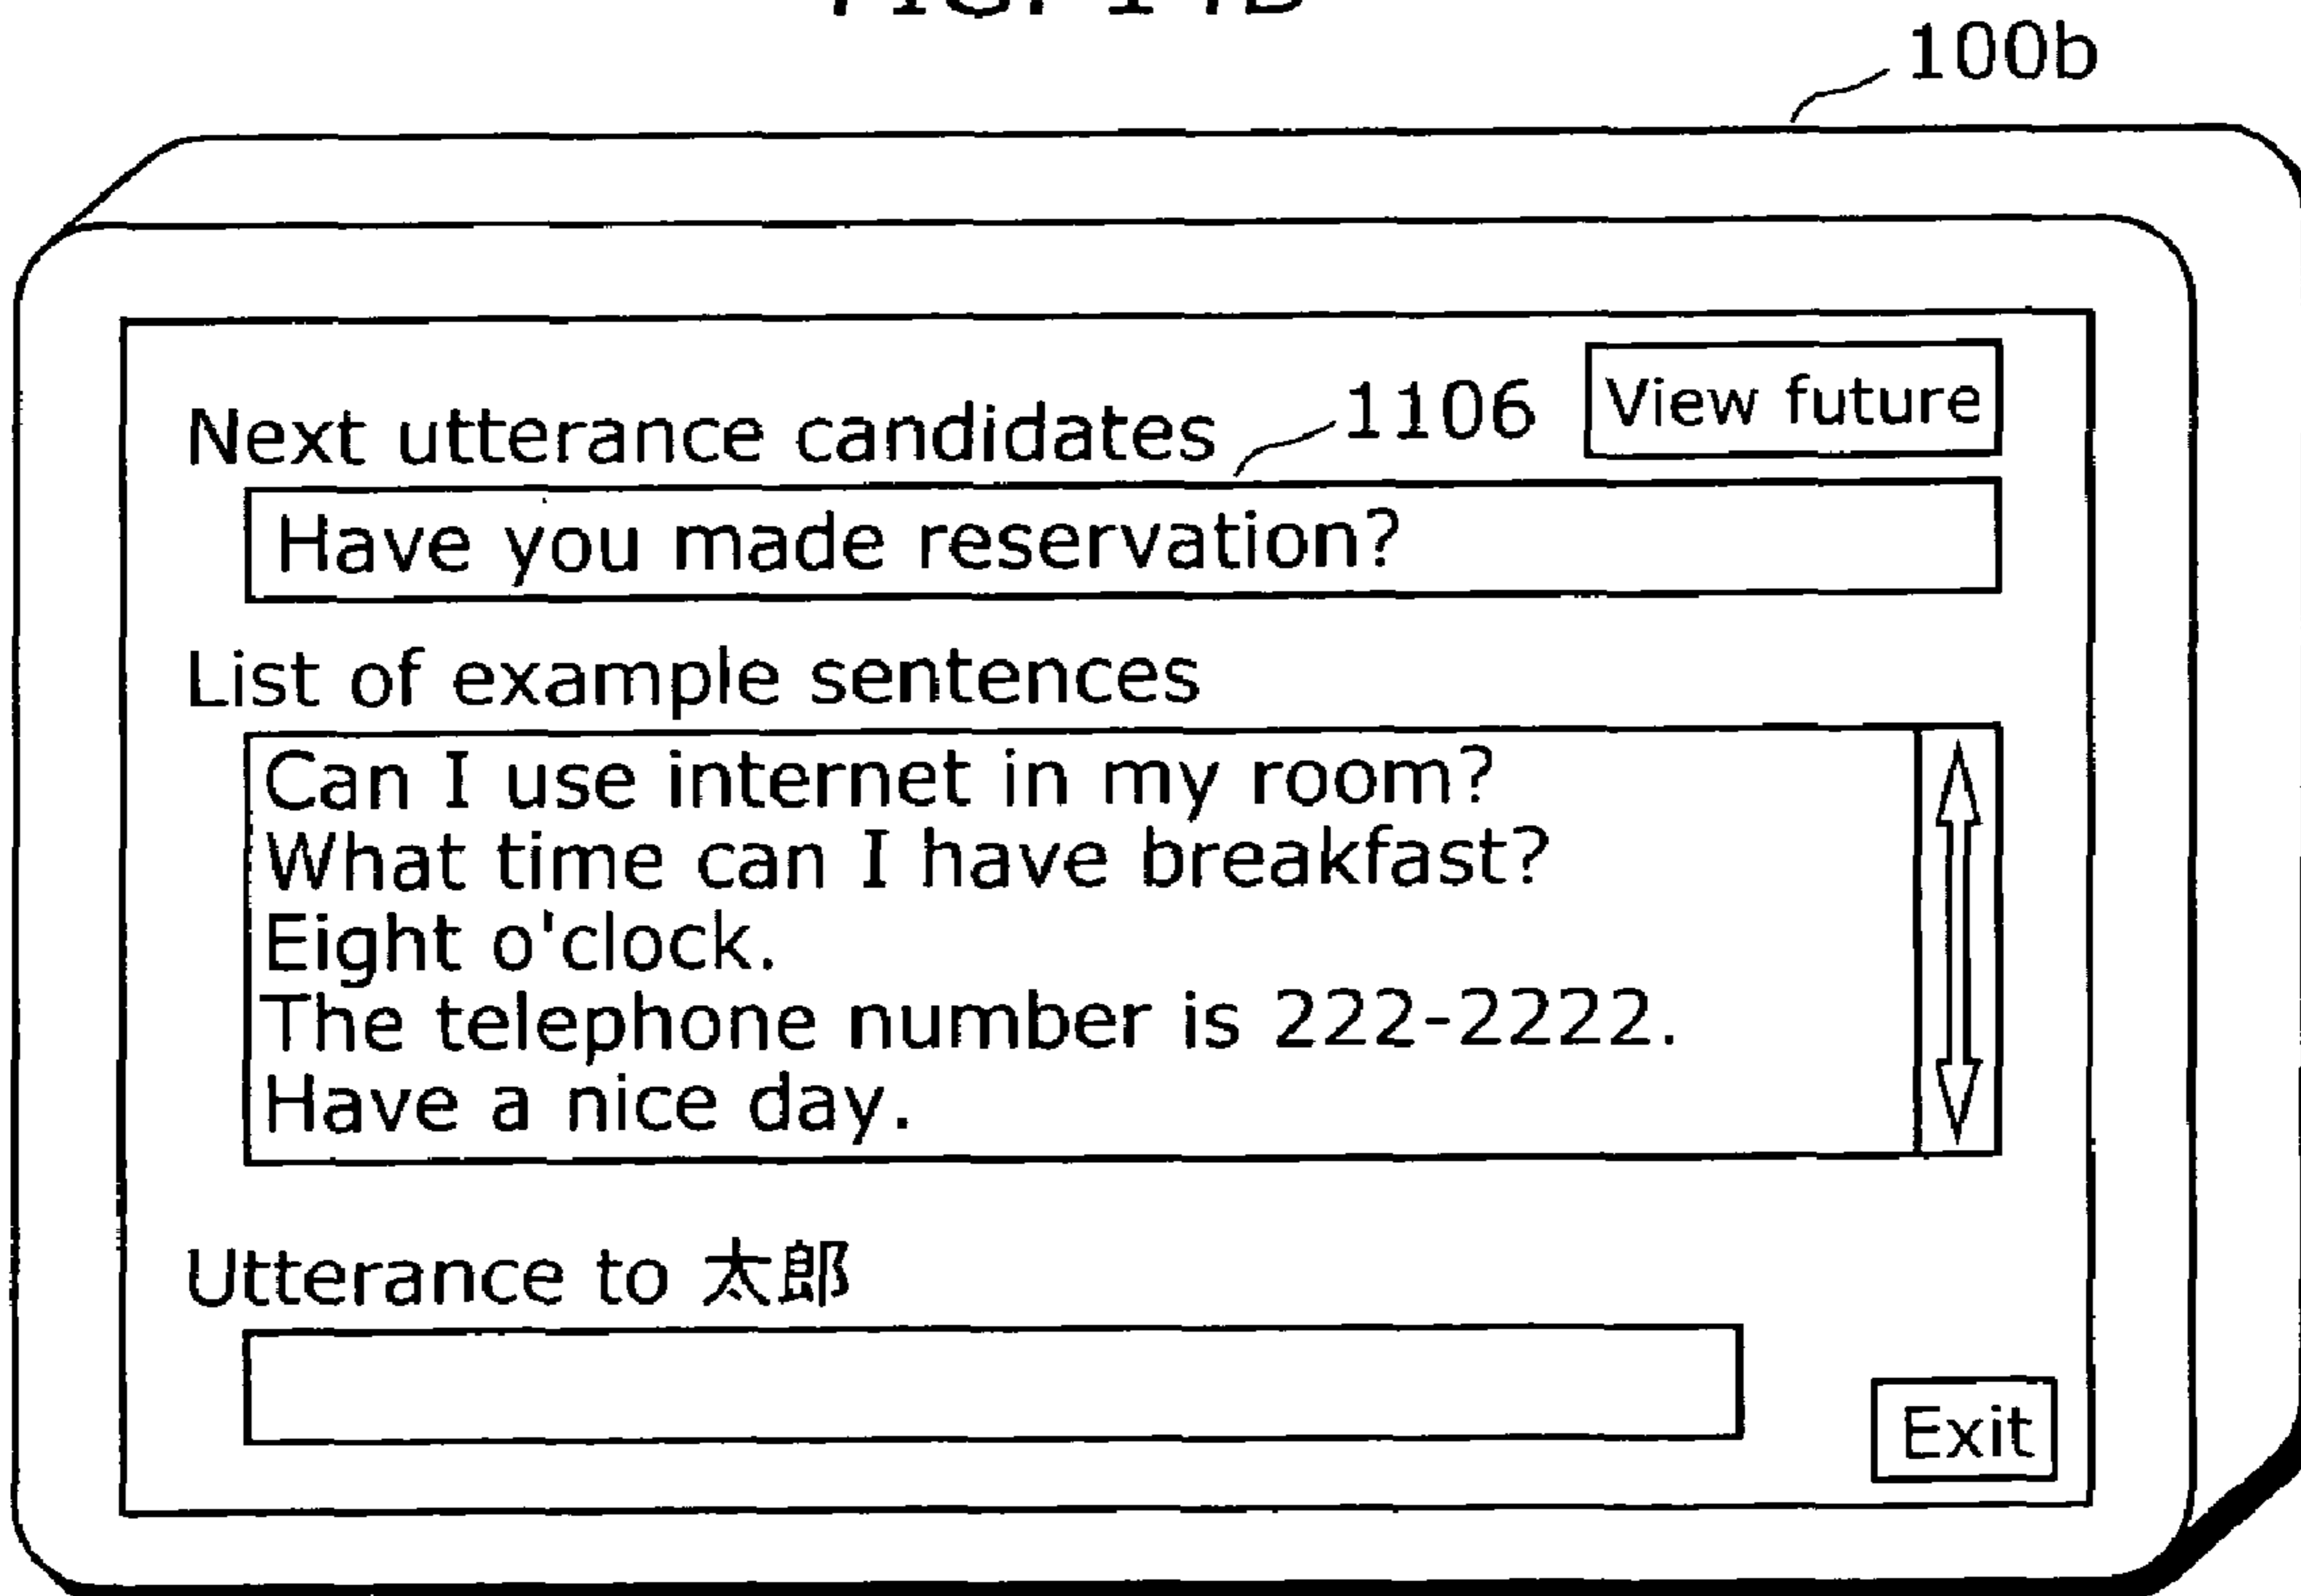 100b
Next utterance candidates
1106
View future
Have you made reservation?
List of example sentences
Can I use internet in my room?
What time can I have breakfast?
Eight o'clock.
The telephone number is 222-2222.
Have a nice day.
Utterance to 太郎
Exit